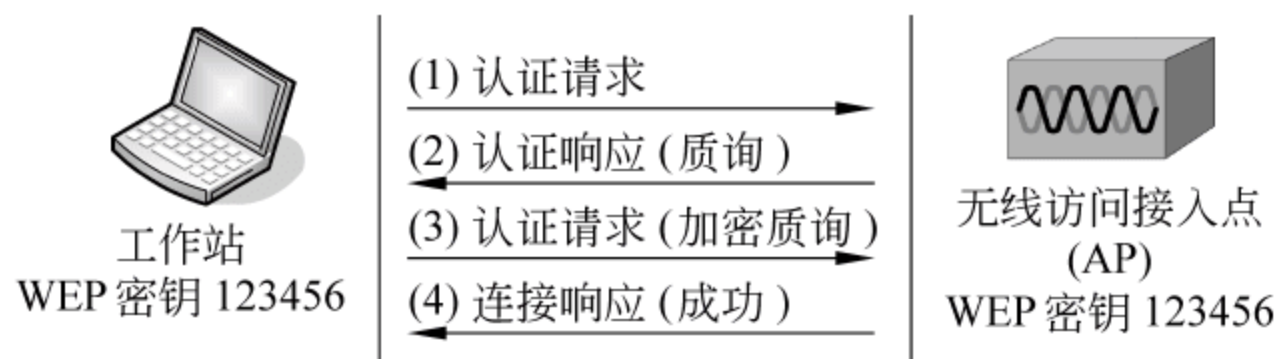 (1) 认证请求
(2) 认证响应 (质询)
(3) 认证请求 (加密质询)
(4) 连接响应 (成功)
工作站
WEP 密钥 123456
无线访问接入点
(AP)
WEP 密钥 123456